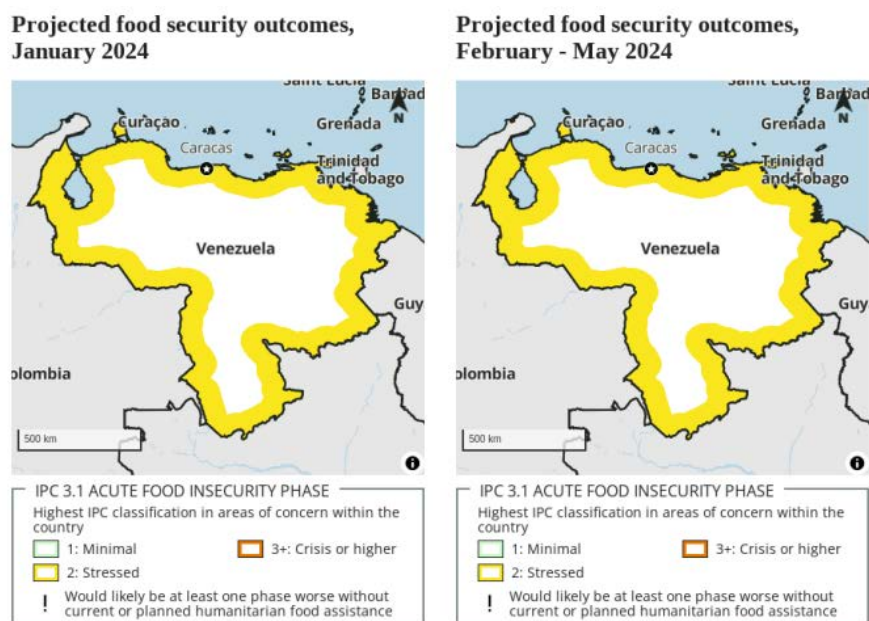 Projected food security outcomes,
January 2024
Saint Lucia
Barbad
Curaçao
N
Grenada
Caracas
Trinidad
and Tobago
Venezuela
Guy
olombia
500 km
IPC 3.1 ACUTE FOOD INSECURITY PHASE
Highest IPC classification in areas of concern within the
country
1: Minimal
3+: Crisis or higher
2: Stressed
! Would likely be at least one phase worse without
current or planned humanitarian food assistance
Projected food security outcomes,
February - May 2024
Saint Lucia
Barbad
Curaçao
N
Grenada
Caracas
Trinidad
and Tobago
Venezuela
Guy
olombia
500 km
IPC 3.1 ACUTE FOOD INSECURITY PHASE
Highest IPC classification in areas of concern within the
country
1: Minimal
3+: Crisis or higher
2: Stressed
! Would likely be at least one phase worse without
current or planned humanitarian food assistance